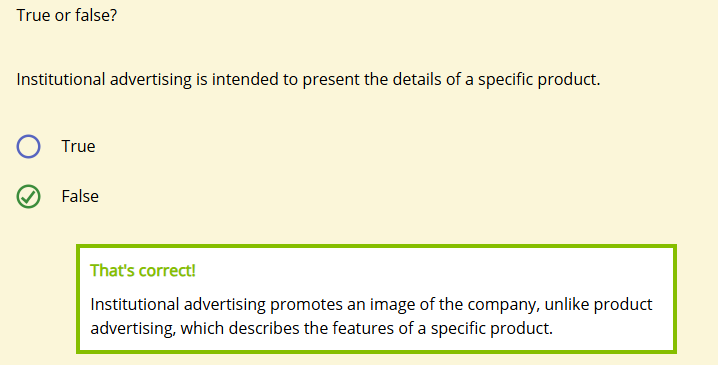 True or false?
Institutional advertising is intended to present the details of a specific product.
True
False
That's correct!
Institutional advertising promotes an image of the company, unlike product
advertising, which describes the features of a specific product.